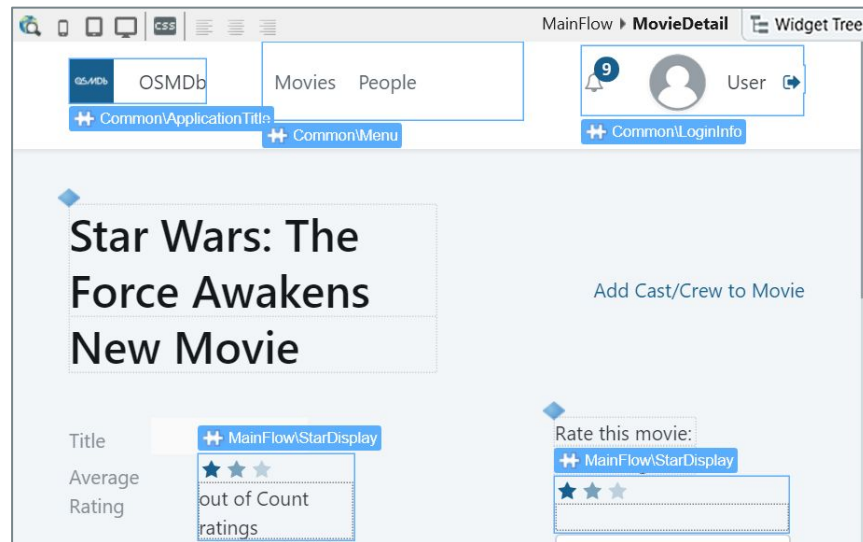 CSS
MainFlow MovieDetail Widget Tree
OSMDb OSMDb
Movies People
9
User
Common\ApplicationTitle
Common\Menu
Common\LoginInfo
Star Wars: The
Force Awakens
New Movie
Add Cast/Crew to Movie
Title
MainFlow\StarDisplay
Average
Rating
out of Count
ratings
Rate this movie:
MainFlow\StarDisplay